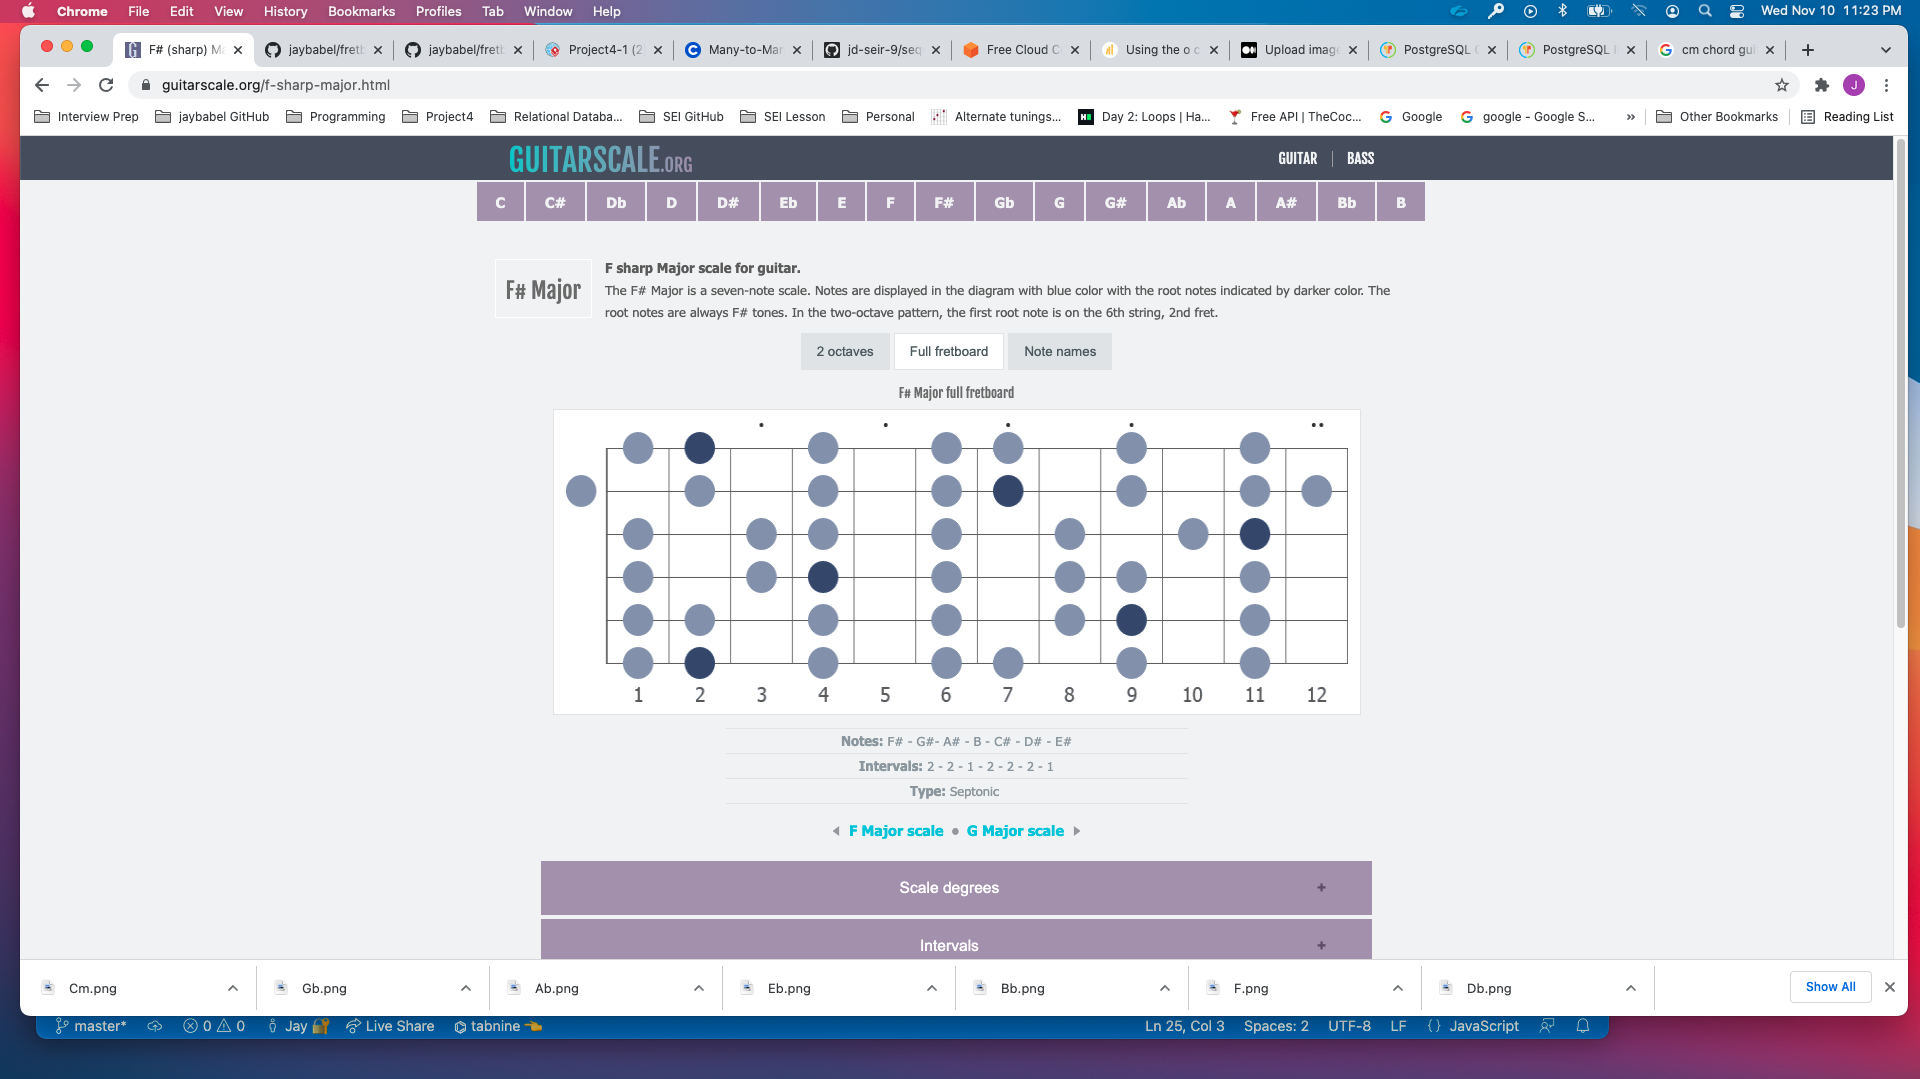 Chrome File Edit View History Bookmarks Profiles Tab Window Help Wed Nov 10 11:23 PM
F# (sharp) M jaybabel/fretb jaybabel/fretb Project4-1 (2 Many-to-Man jd-seir-9/seq Free Cloud C Using the o c Upload image PostgreSQL PostgreSQL cm chord gui
guitarscale.org/f-sharp-major.html J
Interview Prep jaybabel GitHub Programming Project4 Relational Databa... SEI GitHub SEI Lesson Personal Alternate tunings... Day 2: Loops | Ha... Free API | TheCoc... Google google - Google S... » Other Bookmarks Reading List
GUITARSCALE.ORG GUITAR | BASS
C C# Db D D# Eb E F F# Gb G G# Ab A A# Bb B
F# Major
F sharp Major scale for guitar.
The F# Major is a seven-note scale. Notes are displayed in the diagram with blue color with the root notes indicated by darker color. The
root notes are always F# tones. In the two-octave pattern, the first root note is on the 6th string, 2nd fret.
2 octaves Full fretboard Note names
F# Major full fretboard
1 2 3 4 5 6 7 8 9 10 11 12
Notes: F# - G#- A# - B - C# - D# - E#
Intervals: 2 - 2 - 1 - 2 - 2 - 2 - 1
Type: Septonic
F Major scale • G Major scale
Scale degrees +
Intervals +
Cm.png Gb.png Ab.png Eb.png Bb.png F.png Db.png Show All
master* 0 0 Jay Live Share tabnine Ln 25, Col 3 Spaces: 2 UTF-8 LF {} JavaScript